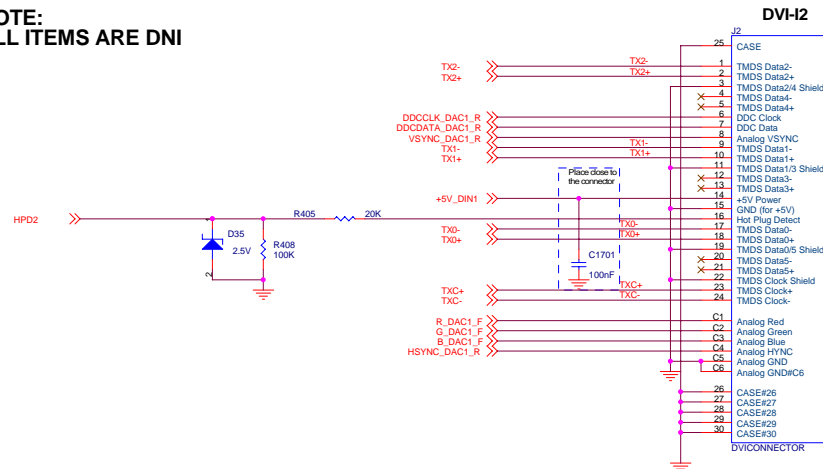 OTE:
LL ITEMS ARE DNI
DVI-I2
J2
25 CASE
TX2- TX2- 1 TMDS Data2-
TX2+ TX2+ 2 TMDS Data2+
3 TMDS Data2/4 Shield
4 TMDS Data4-
5 TMDS Data4+
DDCCLK_DAC1_R 6 DDC Clock
DDCDATA_DAC1_R 7 DDC Data
VSYNC_DAC1_R 8 Analog VSYNC
TX1- TX1- 9 TMDS Data1-
TX1+ TX1+ 10 TMDS Data1+
11 TMDS Data1/3 Shield
Place close to
the connector
12 TMDS Data3-
13 TMDS Data3+
+5V_DIN1 14 +5V Power
15 GND (for +5V)
HPD2 1 R405 20K 16 Hot Plug Detect
TX0- TX0- 17 TMDS Data0-
TX0+ TX0+ 18 TMDS Data0+
D35
2.5V
2
R408
100K
19 TMDS Data0/5 Shield
C1701
100nF
20 TMDS Data5-
21 TMDS Data5+
22 TMDS Clock Shield
TXC+ TXC+ 23 TMDS Clock+
TXC- TXC- 24 TMDS Clock-
R_DAC1_F C1 Analog Red
G_DAC1_F C2 Analog Green
B_DAC1_F C3 Analog Blue
HSYNC_DAC1_R C4 Analog HYNC
C5 Analog GND
C6 Analog GND#C6
26 CASE#26
27 CASE#27
28 CASE#28
29 CASE#29
30 CASE#30
DVICONNECTOR